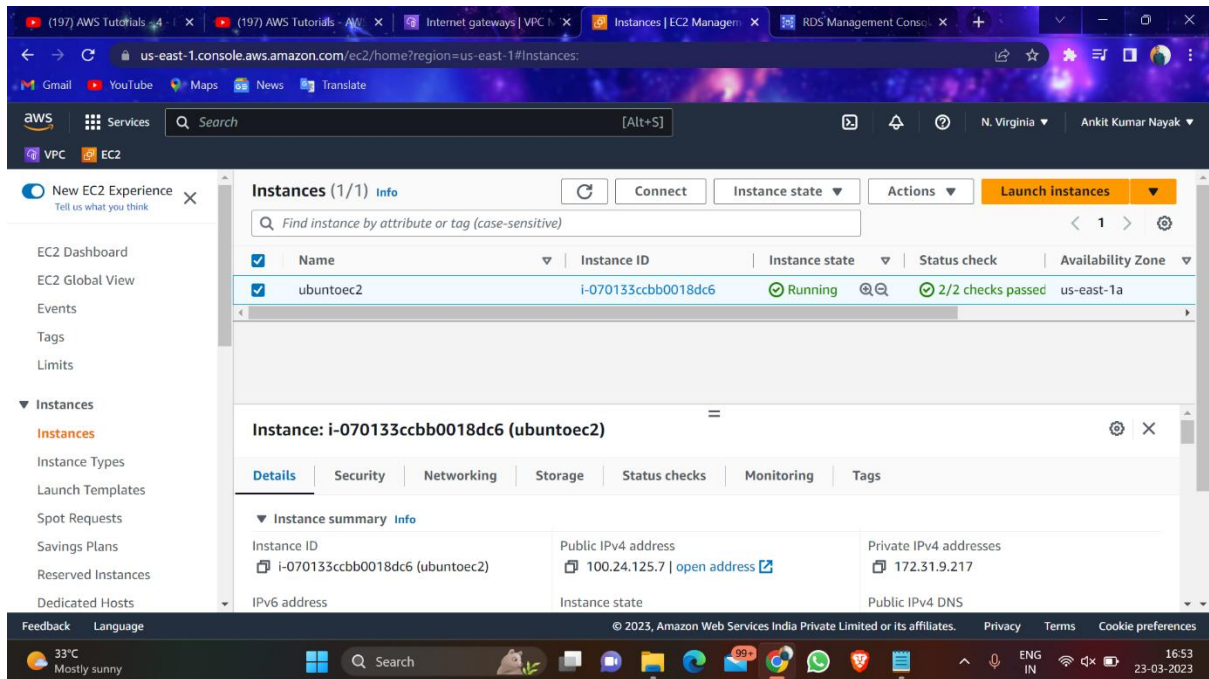 (197) AWS Tutorials - 4 - (197) AWS Tutorials - AW Internet gateways | VPC M Instances | EC2 Managem RDS Management Consol
us-east-1.console.aws.amazon.com/ec2/home?region=us-east-1#Instances:
Gmail YouTube Maps News Translate
aws Services Search [Alt+S] N. Virginia ▼ Ankit Kumar Nayak ▼
VPC EC2
New EC2 Experience
Tell us what you think
Instances (1/1) Info Connect Instance state ▼ Actions ▼ Launch instances ▼
Find instance by attribute or tag (case-sensitive) 1
Name Instance ID Instance state Status check Availability Zone
ubuntoec2 i-070133ccbb0018dc6 Running 2/2 checks passed us-east-1a
EC2 Dashboard
EC2 Global View
Events
Tags
Limits
▼ Instances
Instances
Instance Types
Launch Templates
Spot Requests
Savings Plans
Reserved Instances
Dedicated Hosts
Instance: i-070133ccbb0018dc6 (ubuntoec2)
Details Security Networking Storage Status checks Monitoring Tags
▼ Instance summary Info
Instance ID Public IPv4 address Private IPv4 addresses
i-070133ccbb0018dc6 (ubuntoec2) 100.24.125.7 | open address 172.31.9.217
IPv6 address Instance state Public IPv4 DNS
Feedback Language © 2023, Amazon Web Services India Private Limited or its affiliates. Privacy Terms Cookie preferences
33°C
Mostly sunny
Search
99+
ENG
IN
16:53
23-03-2023